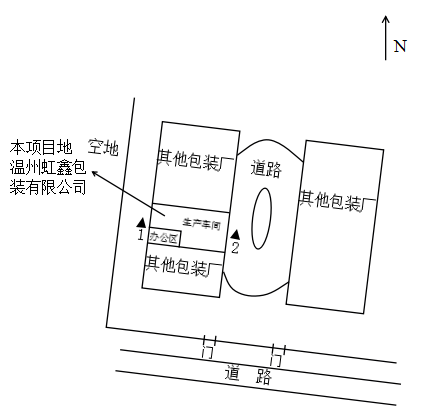 N
本项目地
温州虹鑫包
装有限公司
空地
其他包装厂
道路
其他包装厂
生产车间
1
办公区
2
其他包装厂
门
门
道 路